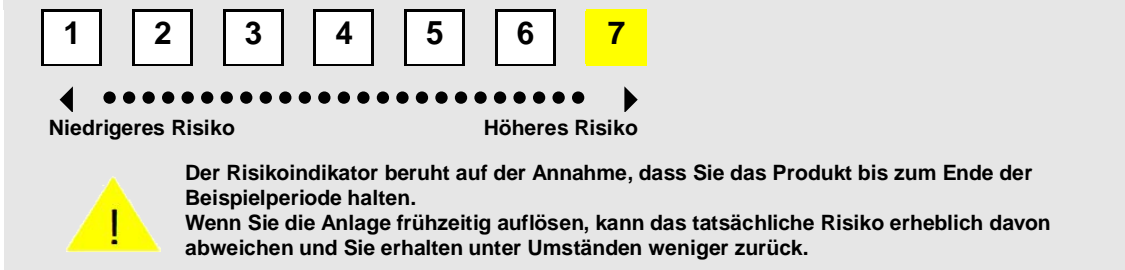 1 2 3 4 5 6 7
Niedrigeres Risiko Höheres Risiko
Der Risikoindikator beruht auf der Annahme, dass Sie das Produkt bis zum Ende der
Beispielperiode halten.
Wenn Sie die Anlage frühzeitig auflösen, kann das tatsächliche Risiko erheblich davon
abweichen und Sie erhalten unter Umständen weniger zurück.
!